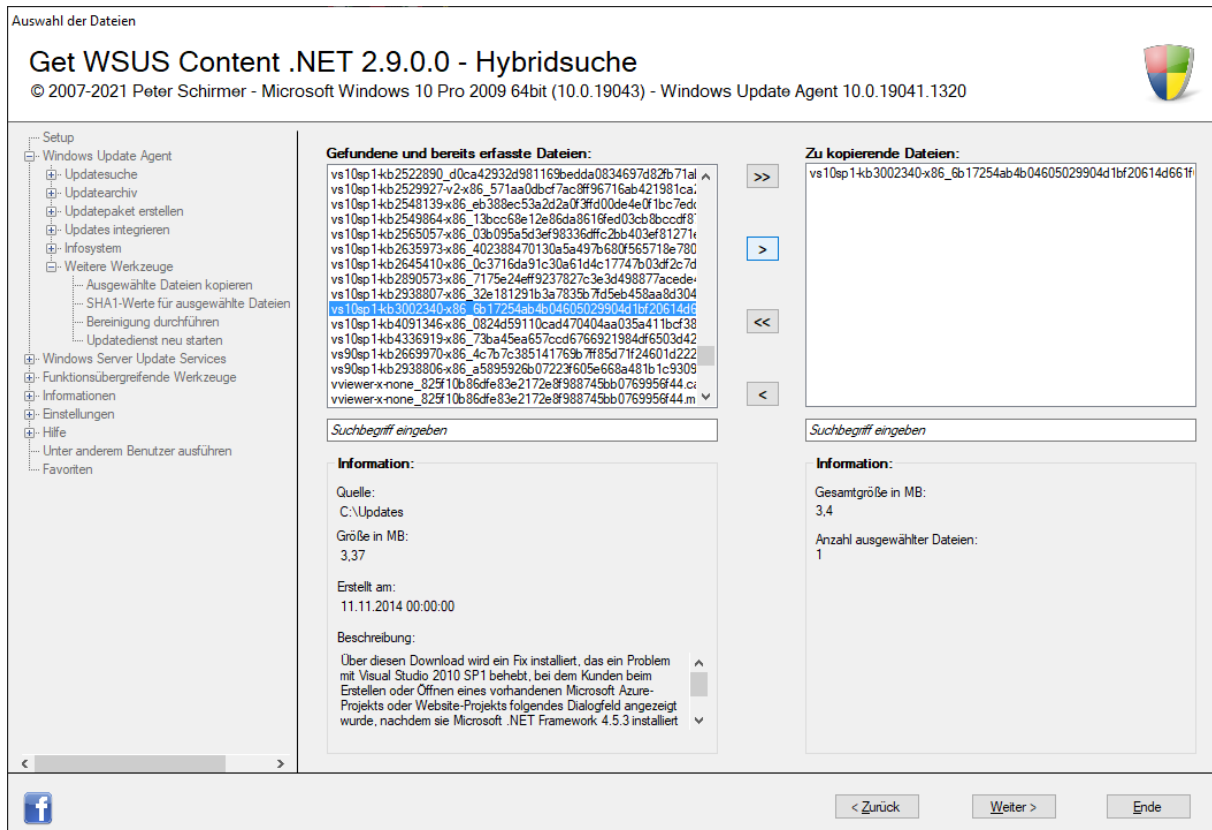 Auswahl der Dateien
Get WSUS Content .NET 2.9.0.0 - Hybridsuche
© 2007-2021 Peter Schirmer - Microsoft Windows 10 Pro 2009 64bit (10.0.19043) - Windows Update Agent 10.0.19041.1320
Setup
Windows Update Agent
Updatesuche
Updatearchiv
Updatepaket erstellen
Updates integrieren
Infosystem
Weitere Werkzeuge
Ausgewählte Dateien kopieren
SHA1-Werte für ausgewählte Dateien
Bereinigung durchführen
Updatedienst neu starten
Windows Server Update Services
Funktionsübergreifende Werkzeuge
Informationen
Einstellungen
Hilfe
Unter anderem Benutzer ausführen
Favoriten
Gefundene und bereits erfasste Dateien:
vs10sp1-kb2522890_d0ca42932d981169bedda0834697d82fb71a
vs10sp1-kb2529927-v2-x86_571aa0dbcf7ac8ff96716ab421981ca
vs10sp1-kb2548139-x86_eb388ec53a2d2a0f3ffd00de4e0f1bc7ed
vs10sp1-kb2549864-x86_13bcc68e12e86da8616fed03cb8bccdf8
vs10sp1-kb2565057-x86_03b095a5d3ef98336dffc2bb403ef81271
vs10sp1-kb2635973-x86_402388470130a5a497b680f565718e780
vs10sp1-kb2645410-x86_0c3716da91c30a61d4c17747b03df2c7d
vs10sp1-kb2890573-x86_7175e24eff9237827c3e3d498877acede
vs10sp1-kb2938807-x86_32e181291b3a7835b7fd5eb458aa8d304
vs10sp1-kb3002340-x86_6b17254ab4b04605029904d1bf20614d6
vs10sp1-kb4091346-x86_0824d59110cad470404aa035a411bcf38
vs10sp1-kb4336919-x86_73ba45ea657ccd6766921984df6503d42
vs90sp1-kb2669970-x86_4c7b7c385141769b7ff85d71f24601d222
vs90sp1-kb2938806-x86_a5895926b07223f605e668a481b1c9309
vviewer-x-none_825f10b86dfe83e2172e8f988745bb0769956f44.c
vviewer-x-none_825f10b86dfe83e2172e8f988745bb0769956f44.m
Suchbegriff eingeben
Information:
Quelle:
C:\Updates
Größe in MB:
3,37
Erstellt am:
11.11.2014 00:00:00
Beschreibung:
Über diesen Download wird ein Fix installiert, das ein Problem
mit Visual Studio 2010 SP1 behebt, bei dem Kunden beim
Erstellen oder Öffnen eines vorhandenen Microsoft Azure-
Projekts oder Website-Projekts folgendes Dialogfeld angezeigt
wurde, nachdem sie Microsoft .NET Framework 4.5.3 installiert
>>
>
<<
<
Zu kopierende Dateien:
vs10sp1-kb3002340-x86_6b17254ab4b04605029904d1bf20614d661f
Suchbegriff eingeben
Information:
Gesamtgröße in MB:
3,4
Anzahl ausgewählter Dateien:
1
< Zurück
Weiter >
Ende